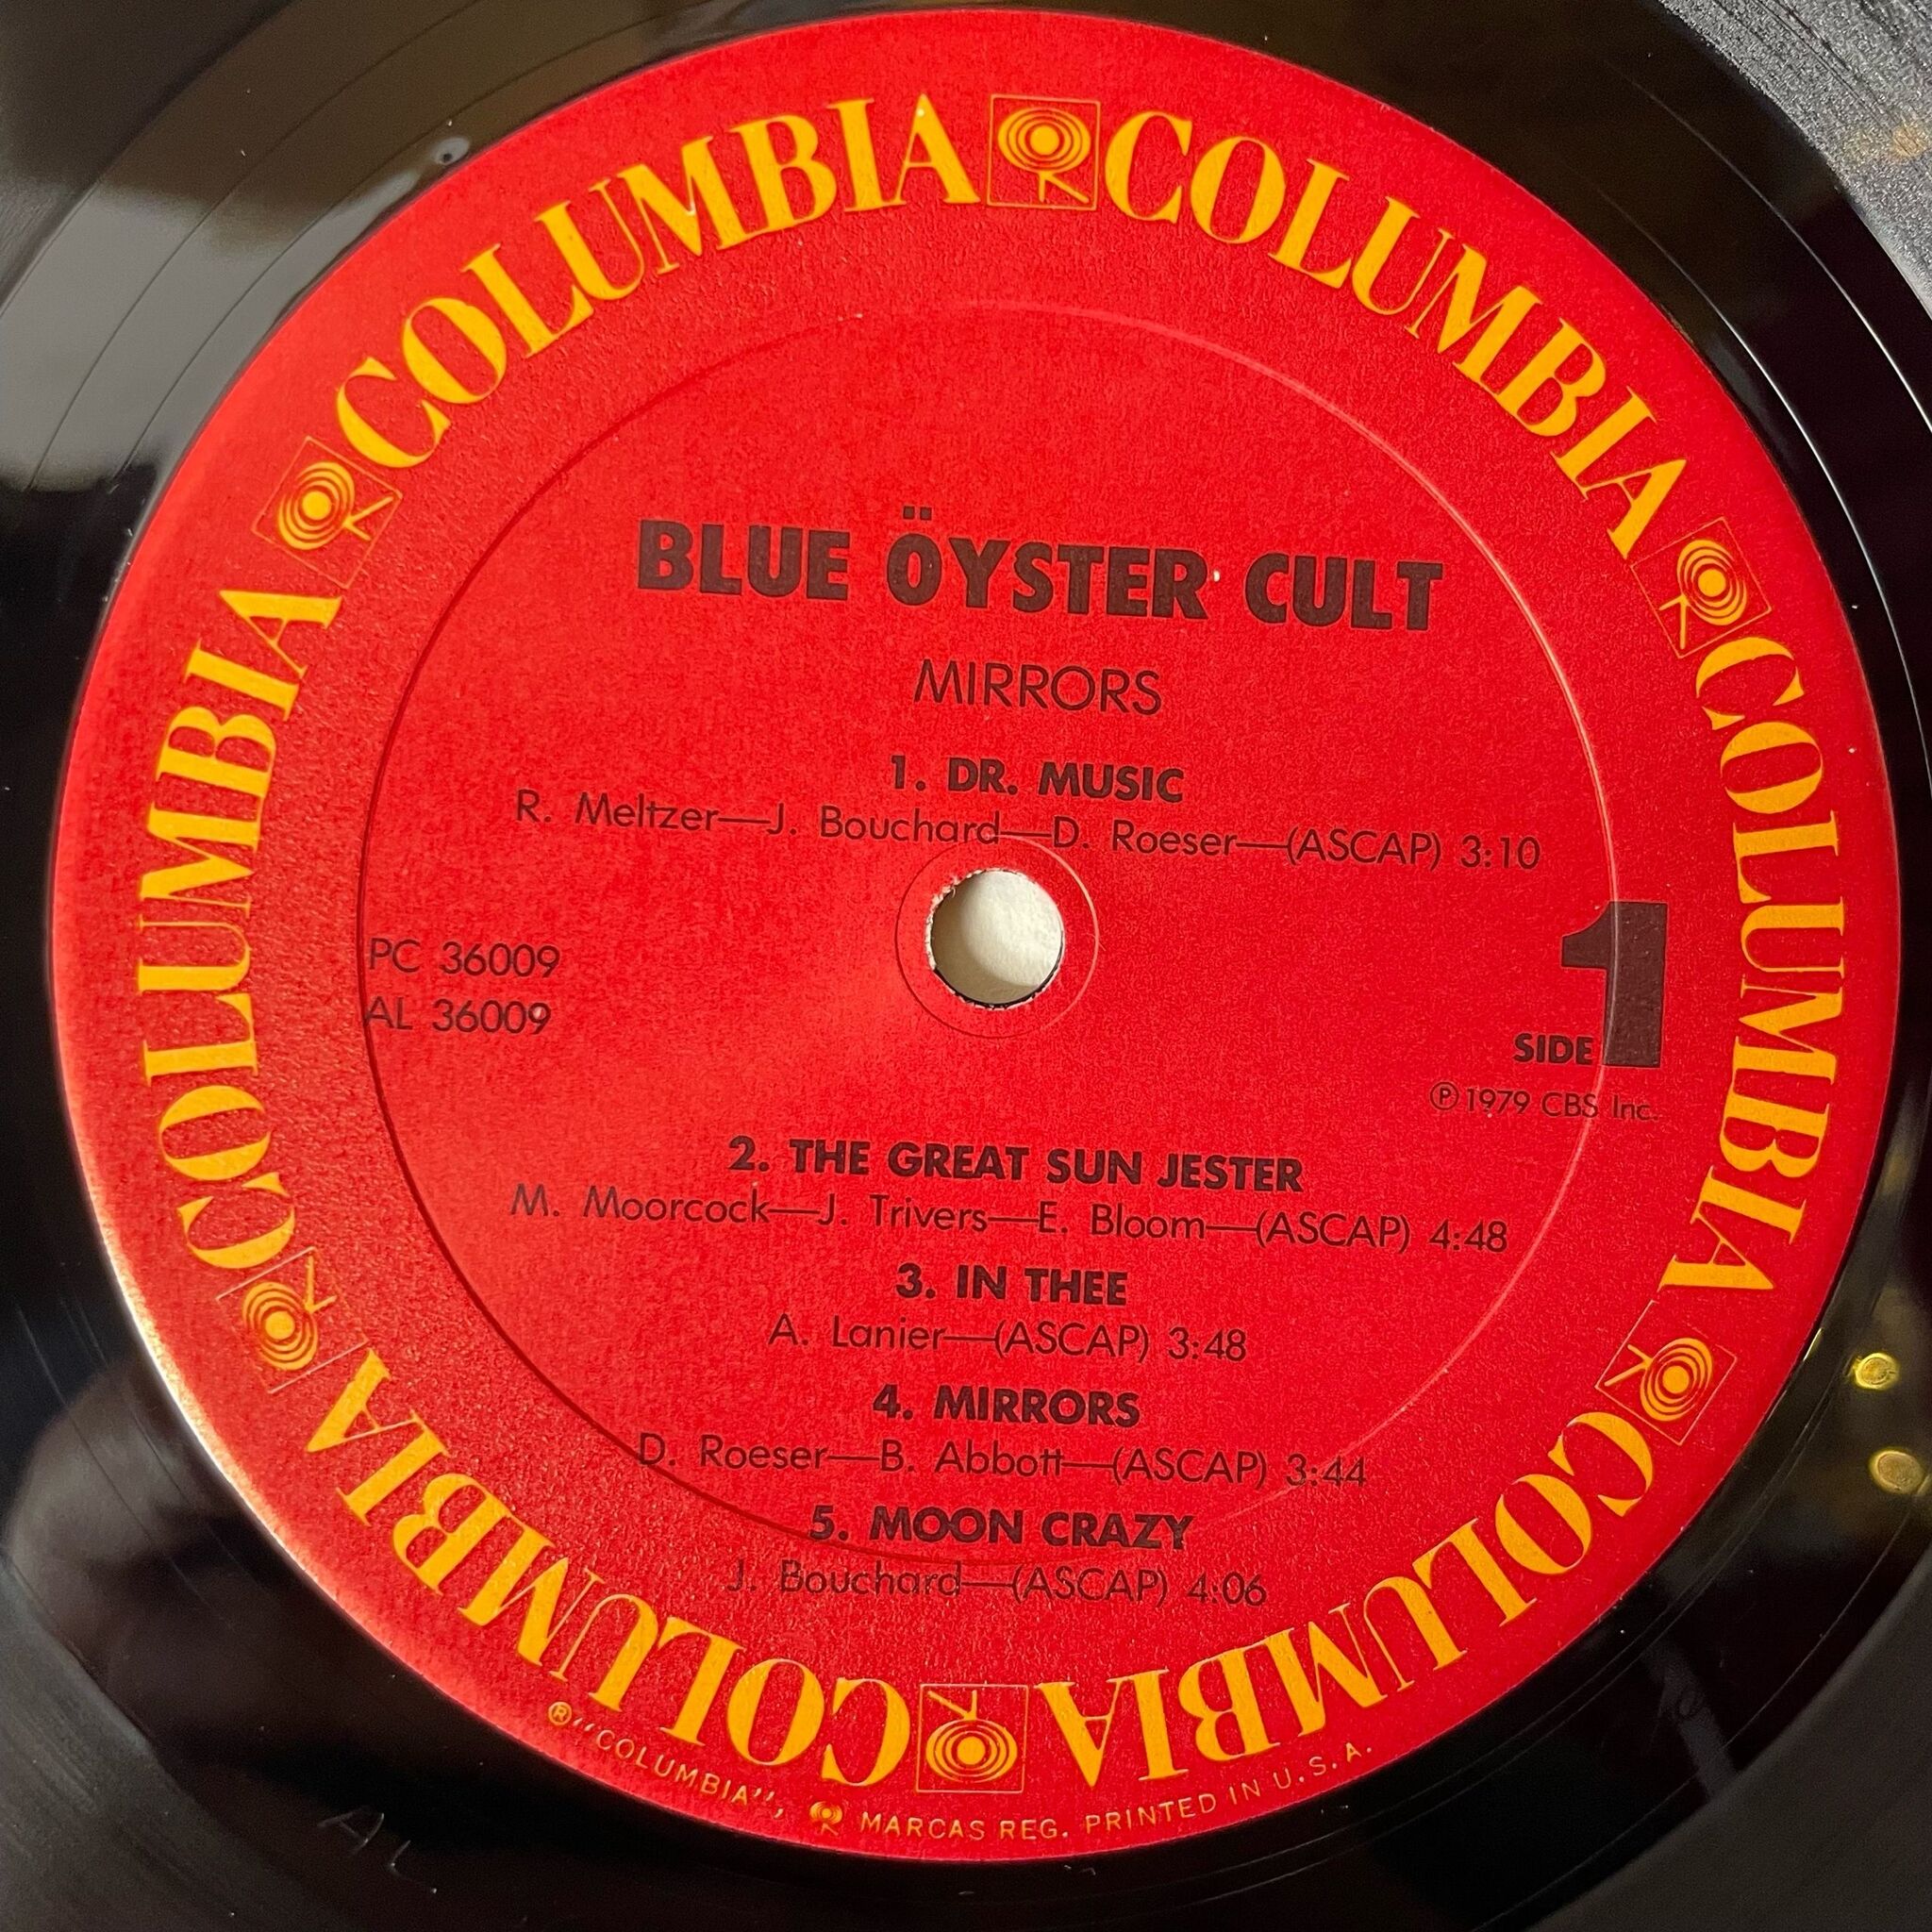 COLUMBIA COLUMBIA COLUMBIA COLUMBIA COLUMBIA COLUMBIA
BLUE ÖYSTER CULT
MIRRORS
1. DR. MUSIC
R. Meltzer—J. Bouchard—D. Roeser—(ASCAP) 3:10
PC 36009
AL 36009
SIDE 1
Ⓟ 1979 CBS Inc.
2. THE GREAT SUN JESTER
M. Moorcock—J. Trivers—E. Bloom—(ASCAP) 4:48
3. IN THEE
A. Lanier—(ASCAP) 3:48
4. MIRRORS
D. Roeser—B. Abbott—(ASCAP) 3:44
5. MOON CRAZY
J. Bouchard—(ASCAP) 4:06
® "COLUMBIA", MARCAS REG. PRINTED IN U.S.A.
AL